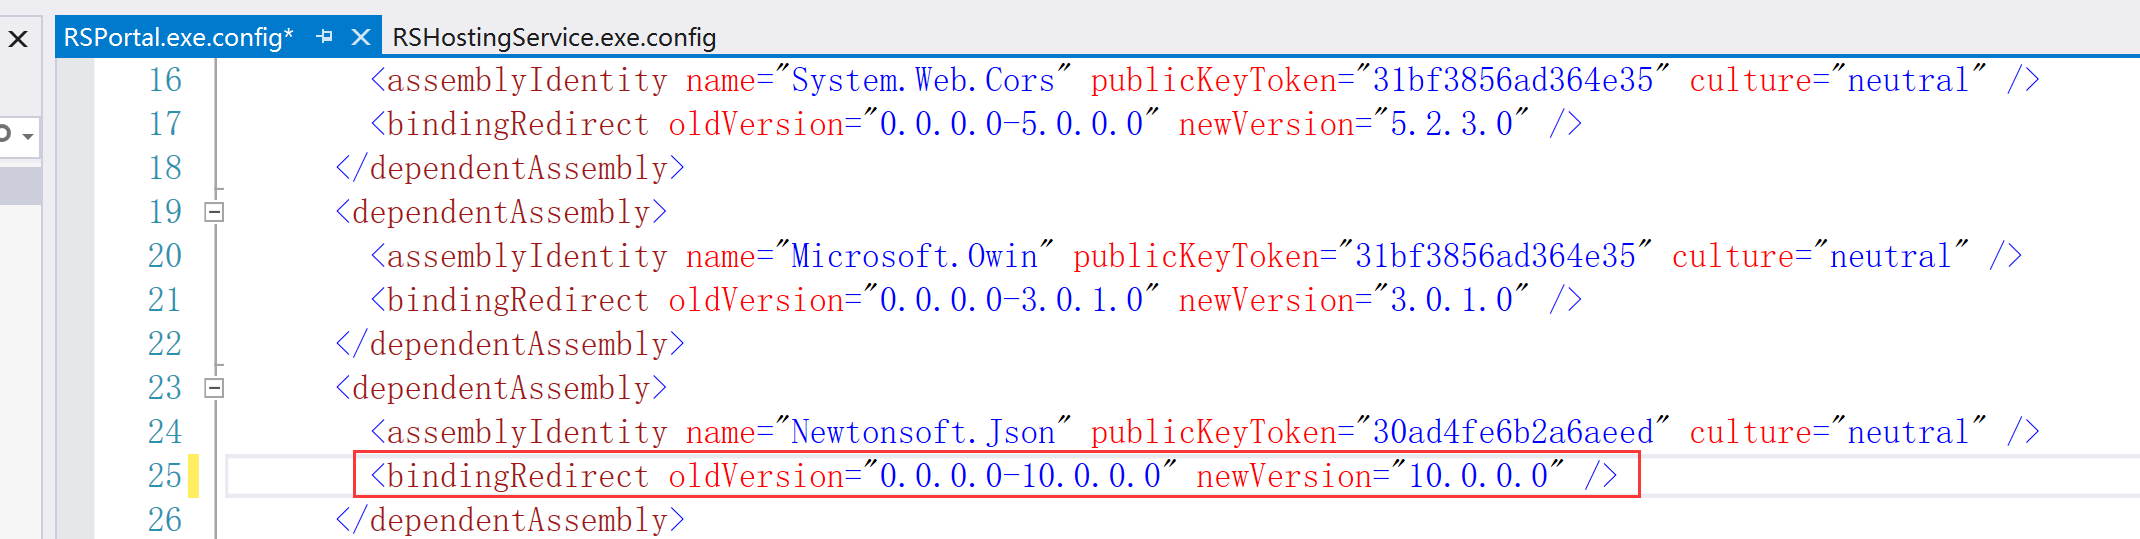 RSPortal.exe.config* RSHostingService.exe.config
16 <assemblyIdentity name="System.Web.Cors" publicKeyToken="31bf3856ad364e35" culture="neutral" />
17 <bindingRedirect oldVersion="0.0.0.0-5.0.0.0" newVersion="5.2.3.0" />
18 </dependentAssembly>
19 <dependentAssembly>
20 <assemblyIdentity name="Microsoft.Owin" publicKeyToken="31bf3856ad364e35" culture="neutral" />
21 <bindingRedirect oldVersion="0.0.0.0-3.0.1.0" newVersion="3.0.1.0" />
22 </dependentAssembly>
23 <dependentAssembly>
24 <assemblyIdentity name="Newtonsoft.Json" publicKeyToken="30ad4fe6b2a6aeed" culture="neutral" />
25 <bindingRedirect oldVersion="0.0.0.0-10.0.0.0" newVersion="10.0.0.0" />
26 </dependentAssembly>